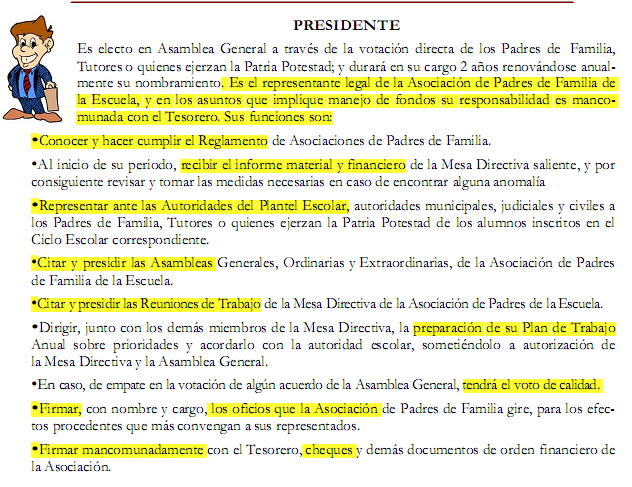 PRESIDENTE
Es electo en Asamblea General a través de la votación directa de los Padres de Familia,
Tutores o quienes ejerzan la Patria Potestad; y durará en su cargo 2 años renovándose anual-
mente su nombramiento. Es el representante legal de la Asociación de Padres de Familia de
la Escuela, y en los asuntos que implique manejo de fondos su responsabilidad es manco-
munada con el Tesorero. Sus funciones son:
•Conocer y hacer cumplir el Reglamento de Asociaciones de Padres de Familia.
•Al inicio de su periodo, recibir el informe material y financiero de la Mesa Directiva saliente, y por
consiguiente revisar y tomar las medidas necesarias en caso de encontrar alguna anomalía
•Representar ante las Autoridades del Plantel Escolar, autoridades municipales, judiciales y civiles a
los Padres de Familia, Tutores o quienes ejerzan la Patria Potestad de los alumnos inscritos en el
Ciclo Escolar correspondiente.
•Citar y presidir las Asambleas Generales, Ordinarias y Extraordinarias, de la Asociación de Padres
de Familia de la Escuela.
•Citar y presidir las Reuniones de Trabajo de la Mesa Directiva de la Asociación de Padres de la Escuela.
•Dirigir, junto con los demás miembros de la Mesa Directiva, la preparación de su Plan de Trabajo
Anual sobre prioridades y acordarlo con la autoridad escolar, sometiéndolo a autorización de
la Mesa Directiva y la Asamblea General.
•En caso, de empate en la votación de algún acuerdo de la Asamblea General, tendrá el voto de calidad.
•Firmar, con nombre y cargo, los oficios que la Asociación de Padres de Familia gire, para los efec-
tos procedentes que más convengan a sus representados.
•Firmar mancomunadamente con el Tesorero, cheques y demás documentos de orden financiero de
la Asociación.